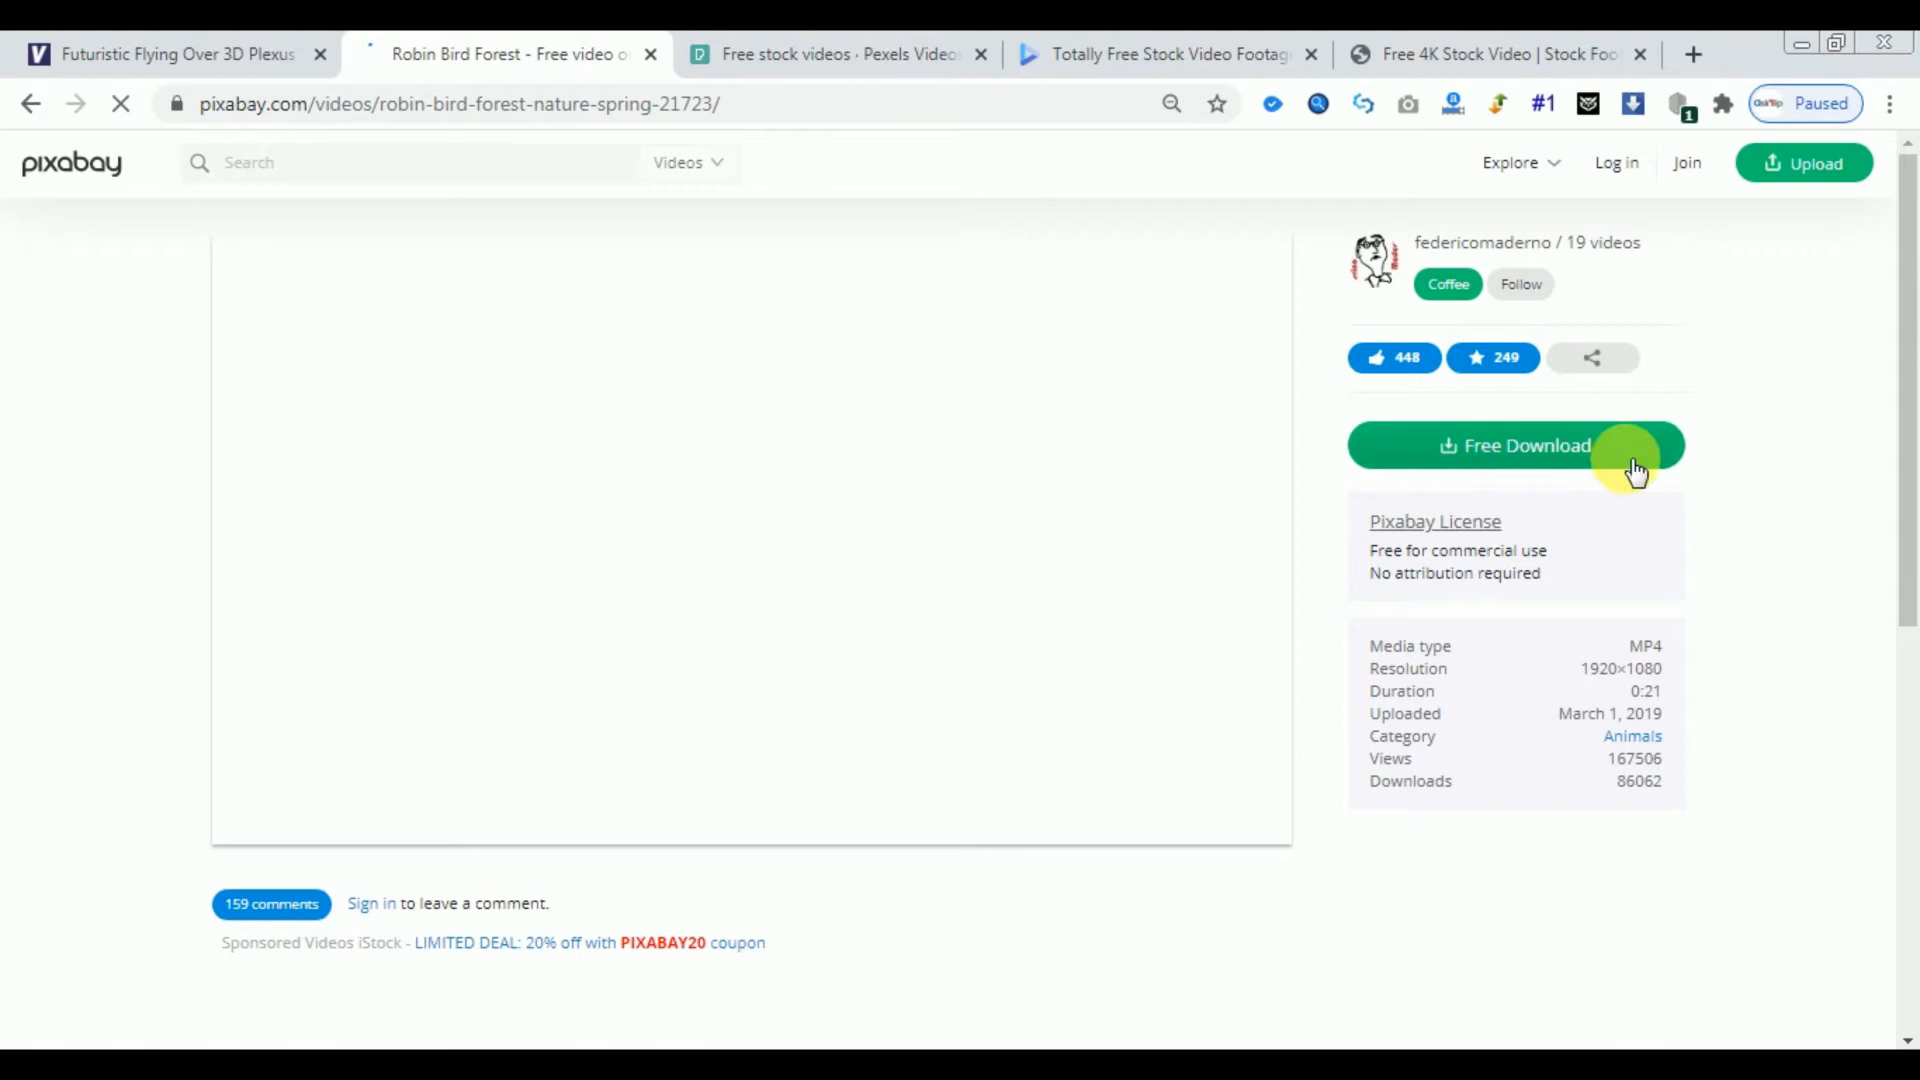 Futuristic Flying Over 3D Plexus
Robin Bird Forest - Free video o
Free stock videos · Pexels Videos
Totally Free Stock Video Footag
Free 4K Stock Video | Stock Foo
pixabay.com/videos/robin-bird-forest-nature-spring-21723/
#1
1
Paused
pixabay
Search
Videos
Explore
Log in
Join
Upload
federicomaderno / 19 videos
Coffee
Follow
448
249
Free Download
Pixabay License
Free for commercial use
No attribution required
Media type MP4
Resolution 1920×1080
Duration 0:21
Uploaded March 1, 2019
Category Animals
Views 167506
Downloads 86062
159 comments
Sign in to leave a comment.
Sponsored Videos iStock - LIMITED DEAL: 20% off with PIXABAY20 coupon